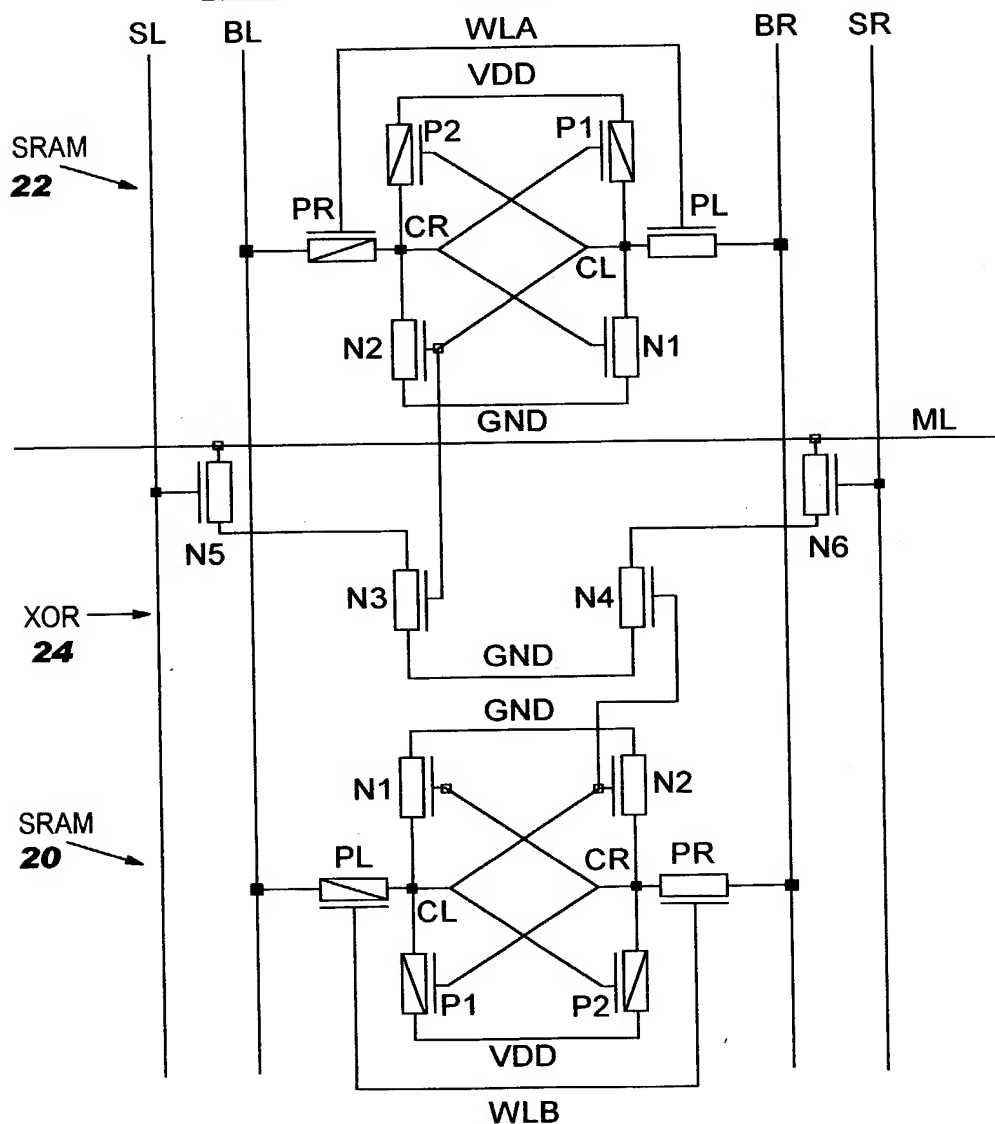 SL BL WLA BR SR
VDD
P2 P1
SRAM
22
PR CR PL
CL
N2 N1
GND
ML
N5 N6
N3 N4
XOR
24
GND
GND
N1 N2
SRAM
20
PL CR PR
CL
P1 P2
VDD
WLB